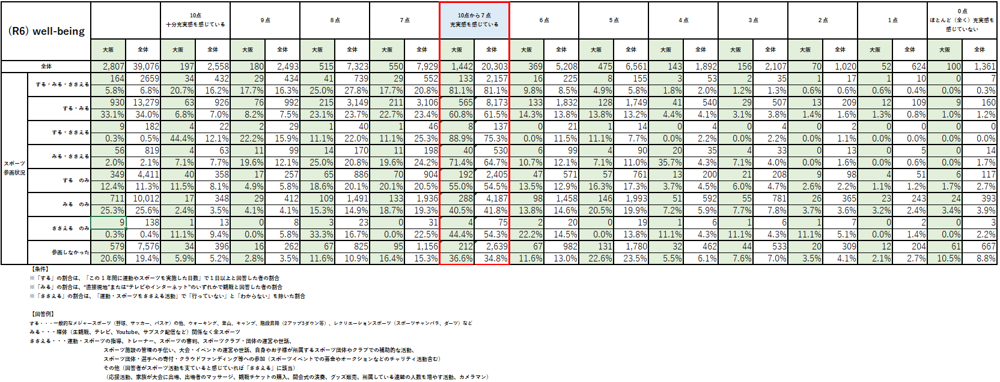 (R6) well-being
10点
十分充実感を感じている
9点
8点
7点
10点から7点
充実感を感じている
6点
5点
4点
3点
2点
1点
0点
ほとんど（全く）充実感を
感じていない
大阪 全体 大阪 全体 大阪 全体 大阪 全体 大阪 全体 大阪 全体 大阪 全体 大阪 全体 大阪 全体 大阪 全体 大阪 全体 大阪 全体 大阪 全体
全体 2,807 39,076 197 2,558 180 2,493 515 7,323 550 7,929 1,442 20,303 369 5,208 475 6,561 143 1,892 156 2,107 70 1,020 52 624 100 1,361
スポーツ
参画状況
する・みる・ささえる
164 2659 34 432 29 434 41 739 29 552 133 2,157 16 225 8 155 3 53 2 35 1 17 1 10 0 7
5.8% 6.8% 20.7% 16.2% 17.7% 16.3% 25.0% 27.8% 17.7% 20.8% 81.1% 81.1% 9.8% 8.5% 4.9% 5.8% 1.8% 2.0% 1.2% 1.3% 0.6% 0.6% 0.6% 0.4% 0.0% 0.3%
する・みる
930 13,279 63 926 76 992 215 3,149 211 3,106 565 8,173 133 1,832 128 1,749 41 540 29 507 13 209 12 109 9 160
33.1% 34.0% 6.8% 7.0% 8.2% 7.5% 23.1% 23.7% 22.7% 23.4% 60.8% 61.5% 14.3% 13.8% 13.8% 13.2% 4.4% 4.1% 3.1% 3.8% 1.4% 1.6% 1.3% 0.8% 1.0% 1.2%
する・ささえる
9 182 4 22 2 29 1 40 1 46 8 137 0 21 1 14 0 4 0 4 0 2 0 0 0 0
0.3% 0.5% 44.4% 12.1% 22.2% 15.9% 11.1% 22.0% 11.1% 25.3% 88.9% 75.3% 0.0% 11.5% 11.1% 7.7% 0.0% 2.2% 0.0% 2.2% 0.0% 1.1% 0.0% 0.0% 0.0% 0.0%
みる・ささえる
56 819 4 63 11 99 14 170 11 198 40 530 6 99 4 90 20 35 4 33 0 13 0 5 0 14
2.0% 2.1% 7.1% 7.7% 19.6% 12.1% 25.0% 20.8% 19.6% 24.2% 71.4% 64.7% 10.7% 12.1% 7.1% 11.0% 35.7% 4.3% 7.1% 4.0% 0.0% 1.6% 0.0% 0.6% 0.0% 1.7%
する のみ
349 4,411 40 358 17 257 65 886 70 904 192 2,405 47 571 57 761 13 200 21 208 9 98 4 51 6 117
12.4% 11.3% 11.5% 8.1% 4.9% 5.8% 18.6% 20.1% 20.1% 20.5% 55.0% 54.5% 13.5% 12.9% 16.3% 17.3% 3.7% 4.5% 6.0% 4.7% 2.6% 2.2% 1.1% 1.2% 1.7% 2.7%
みる のみ
711 10,012 17 348 29 412 109 1,491 133 1,936 288 4,187 98 1,458 146 1,993 51 592 55 781 26 365 23 243 24 393
25.3% 25.6% 2.4% 3.5% 4.1% 4.1% 15.3% 14.9% 18.7% 19.3% 40.5% 41.8% 13.8% 14.6% 20.5% 19.9% 7.2% 5.9% 7.7% 7.8% 3.7% 3.6% 3.2% 2.4% 3.4% 3.9%
ささえる のみ
9 138 1 13 0 8 3 23 0 31 4 75 2 20 0 19 1 6 1 6 1 7 0 2 0 3
0.3% 0.4% 11.1% 9.4% 0.0% 5.8% 33.3% 16.7% 0.0% 22.5% 44.4% 54.3% 22.2% 14.5% 0.0% 13.8% 11.1% 4.3% 11.1% 4.3% 11.1% 5.1% 0.0% 1.4% 0.0% 2.2%
参画しなかった
579 7,576 34 396 16 262 67 825 95 1,156 212 2,639 67 982 131 1,780 32 462 44 533 20 309 12 204 61 667
20.6% 19.4% 5.9% 5.2% 2.8% 3.5% 11.6% 10.9% 16.4% 15.3% 36.6% 34.8% 11.6% 13.0% 22.6% 23.5% 5.5% 6.1% 7.6% 7.0% 3.5% 4.1% 2.1% 2.7% 10.5% 8.8%
【条件】
※「する」の割合は、「この１年間に運動やスポーツを実施した日数」で１日以上と回答した者の割合
※「みる」の割合は、“直接現地”または“テレビやインターネット”のいずれかで観戦と回答した者の割合
※「ささえる」の割合は、「運動・スポーツをささえる活動」で「行っていない」と「わからない」を除いた割合
【回答例】
する・・・一般的なメジャースポーツ（野球、サッカー、バスケ）の他、ウォーキング、登山、キャンプ、階段昇降（2アップ3ダウン等）、レクリエーションスポーツ（スポーツチャンバラ、ダーツ）など
みる・・・媒体（生観戦、テレビ、Youtube、サブスク配信など）関係なく全スポーツ
ささえる・・・運動・スポーツの指導、トレーナー、スポーツの審判、スポーツクラブ・団体の運営や世話、
スポーツ施設の管理の手伝い、大会・イベントの運営や世話、自身やお子様が所属するスポーツ団体やクラブでの補助的な活動、
スポーツ団体・選手への寄付・クラウドファンディング等への参加（スポーツイベントでの募金やオークションなどのチャリティ活動含む）
その他（回答者がスポーツ活動を支ていると感じていれば「ささえる」に該当）
（応援活動、家族が大会に出場、出場者のマッサージ、観戦チケットの購入、開会式の演奏、グッズ販売、所属している連盟の人数を増やす活動、カメラマン）